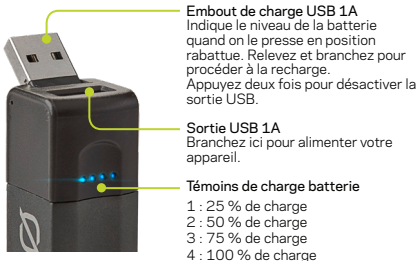 Embout de charge USB 1A
Indique le niveau de la batterie
quand on le presse en position
rabattue. Relevez et branchez pour
procéder à la recharge.
Appuyez deux fois pour désactiver la
sortie USB.
Sortie USB 1A
Branchez ici pour alimenter votre
appareil.
Témoins de charge batterie
1 : 25 % de charge
2 : 50 % de charge
3 : 75 % de charge
4 : 100 % de charge